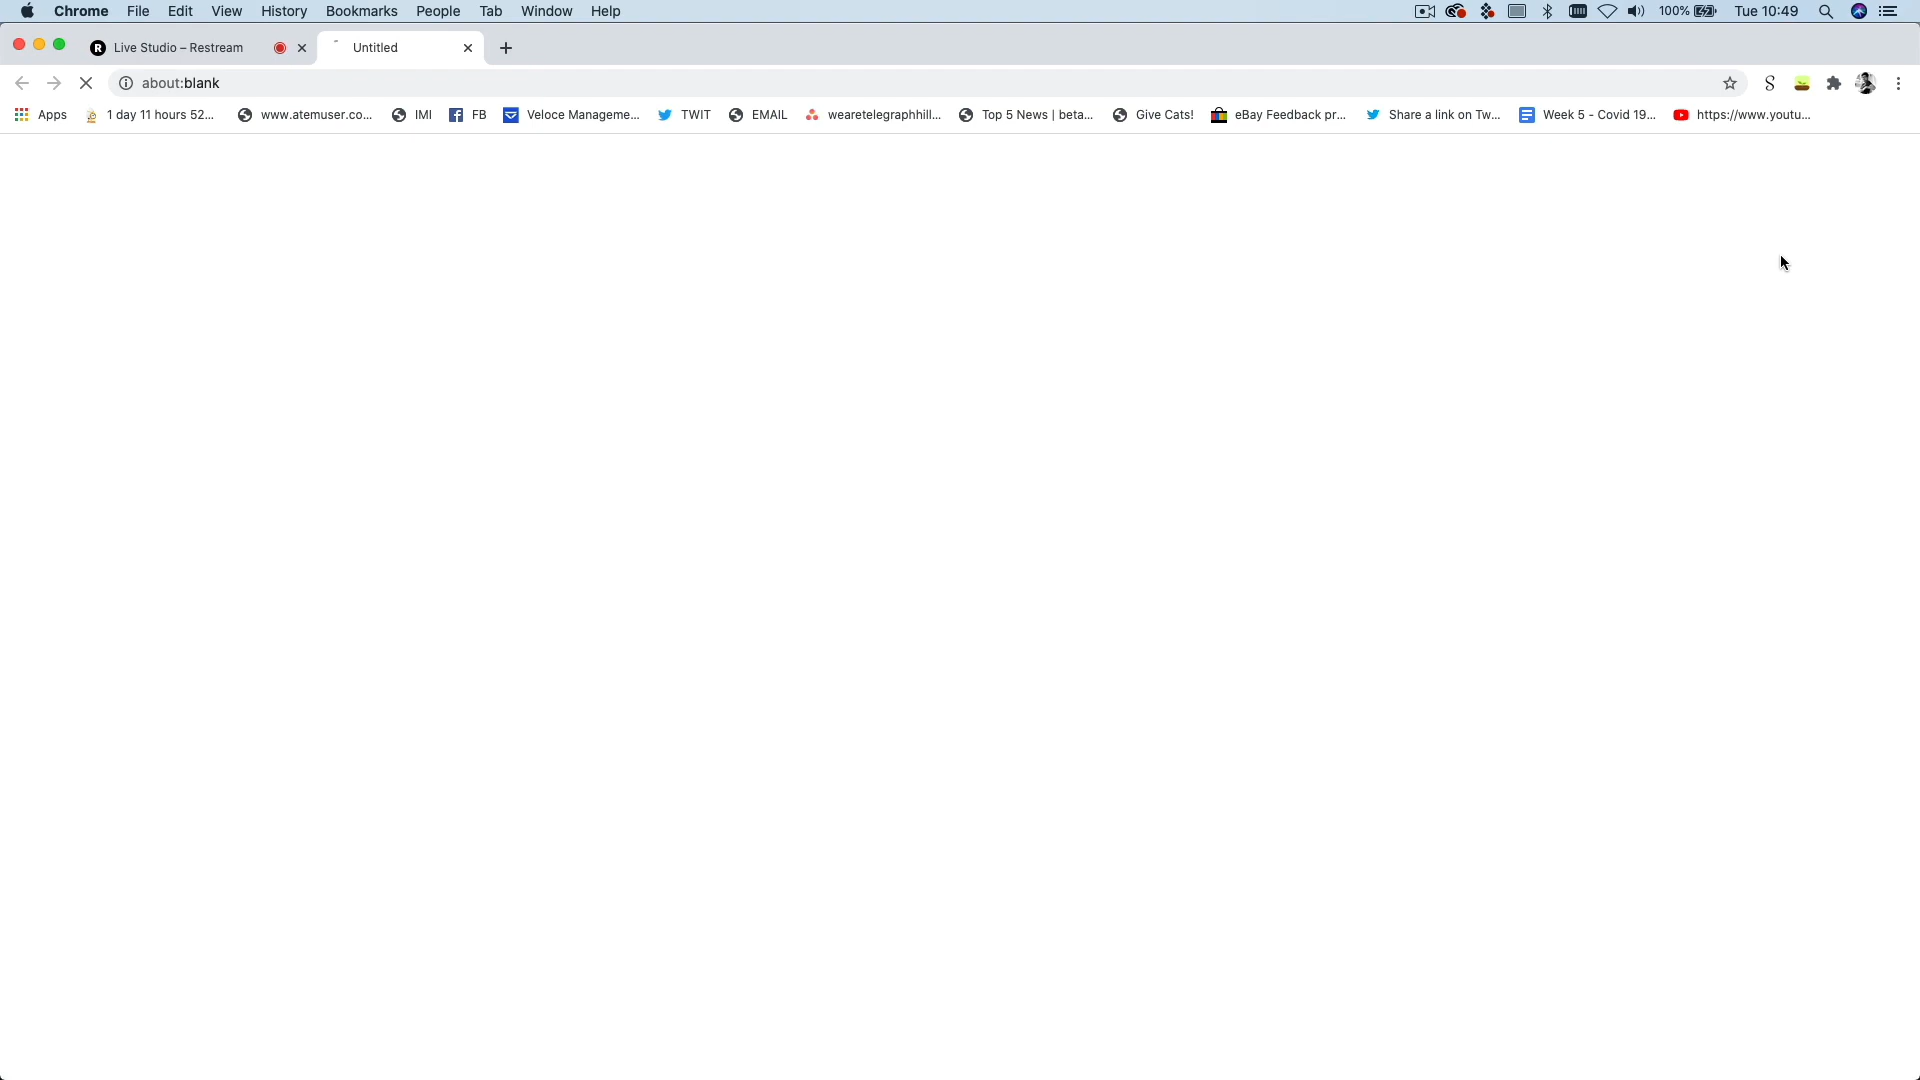 Chrome File Edit View History Bookmarks People Tab Window Help 100% Tue 10:49
R Live Studio – Restream Untitled
about:blank S
Apps 1 day 11 hours 52... www.atemuser.co... IMI FB Veloce Manageme... TWIT EMAIL wearetelegraphhill... Top 5 News | beta... Give Cats! eBay Feedback pr... Share a link on Tw... Week 5 - Covid 19... https://www.youtu...